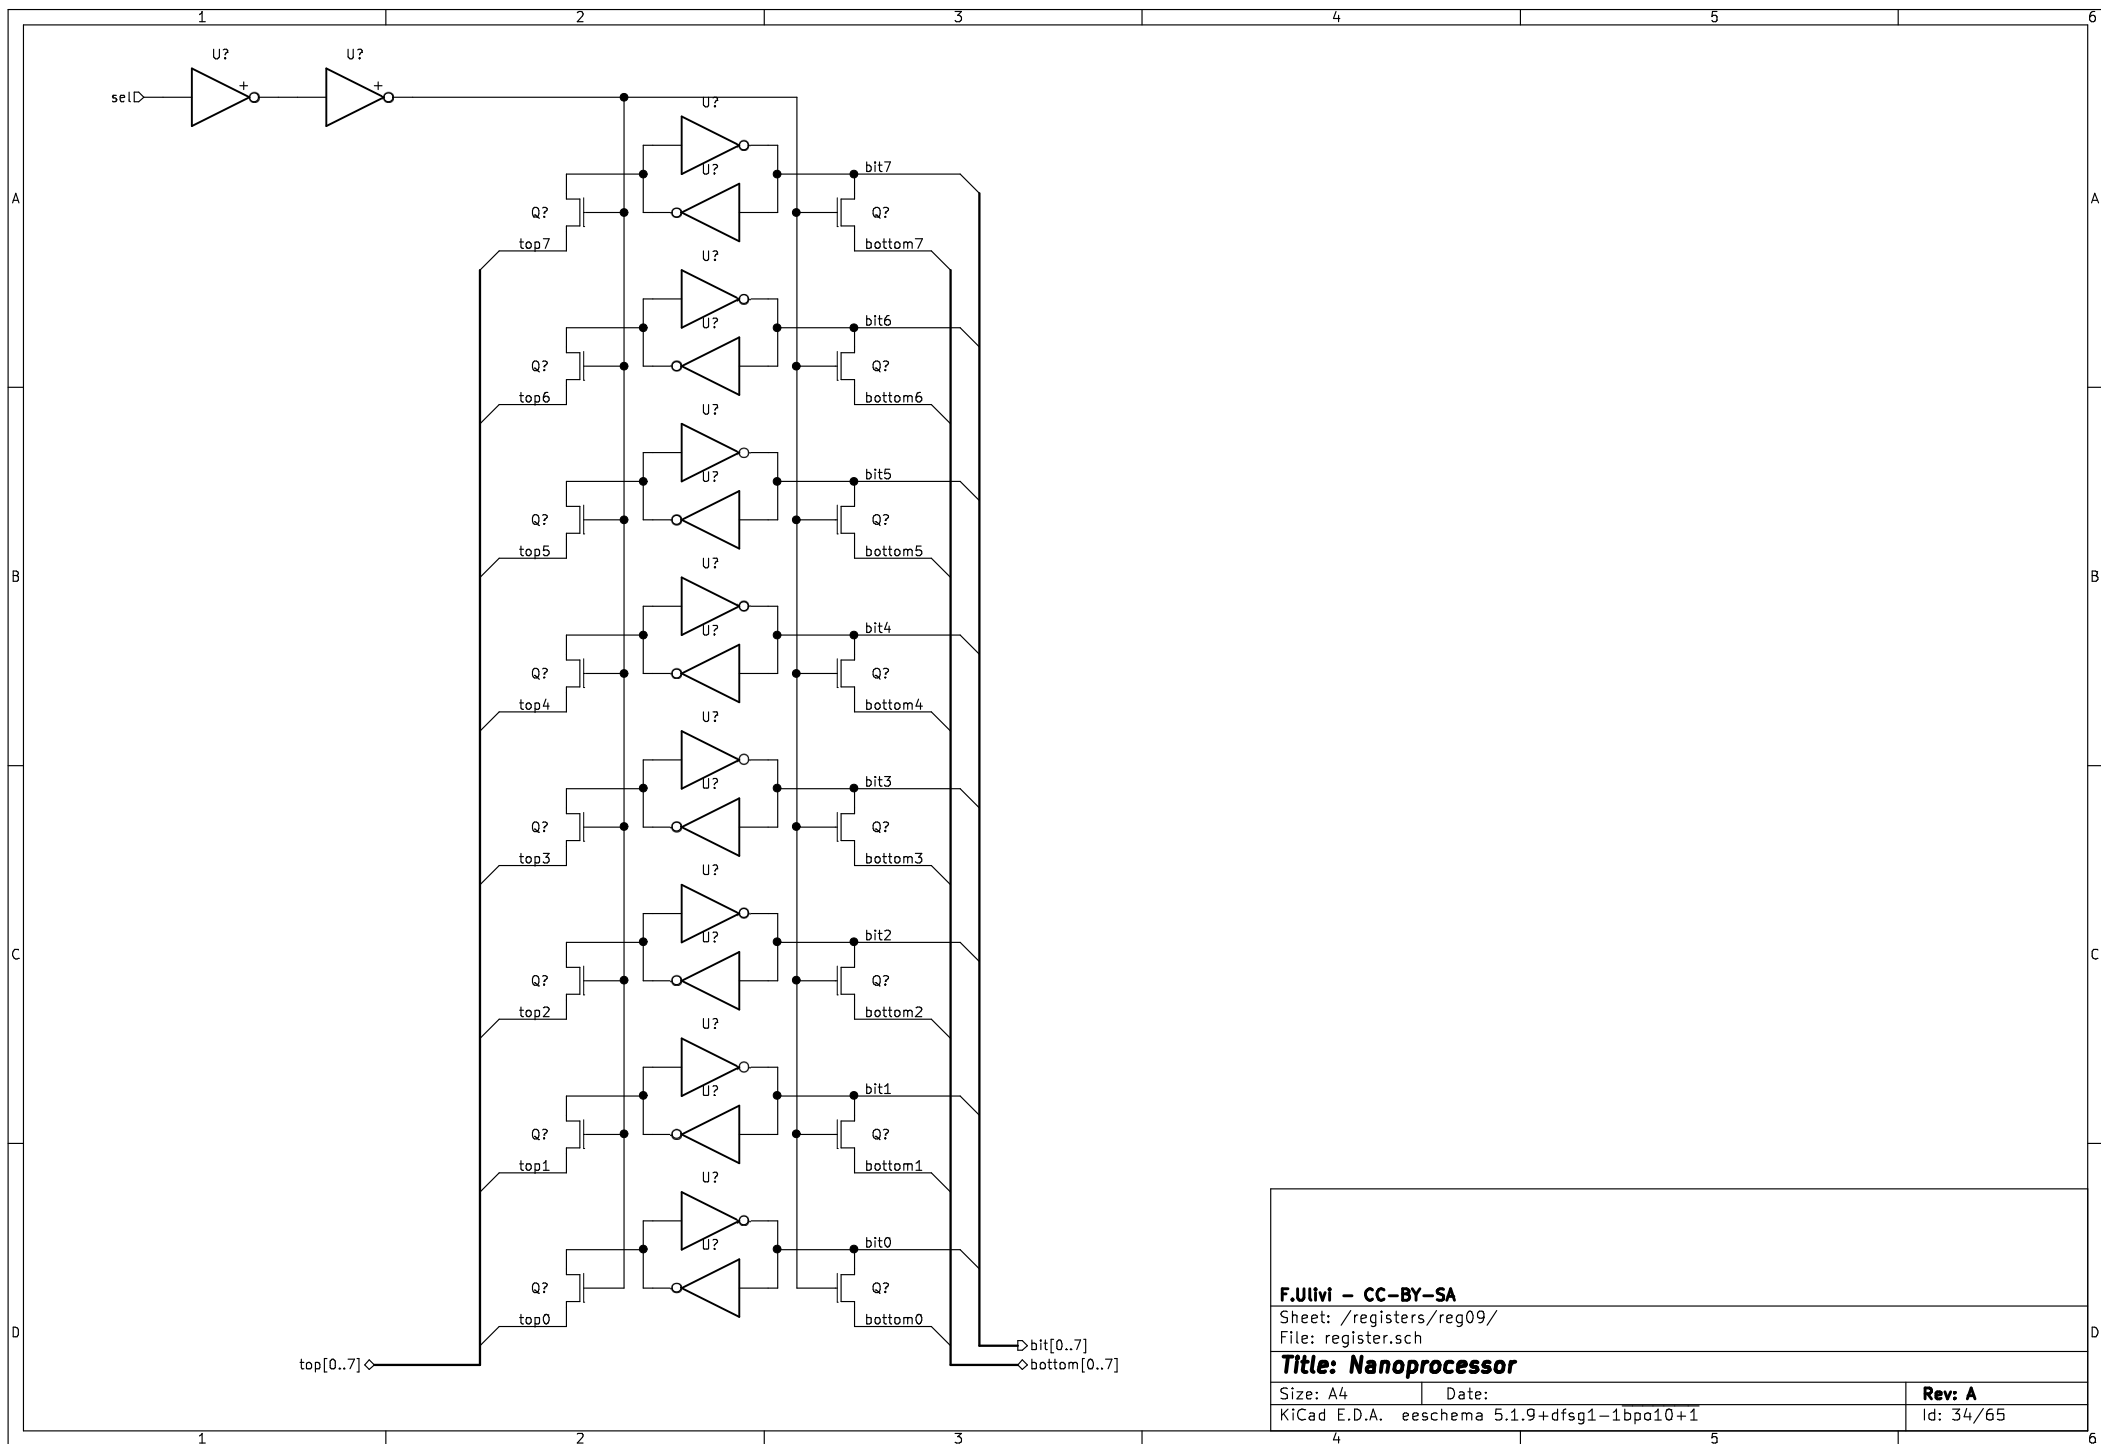 1 2 3 4 5 6
U? U?
sel + +
U?
bit7
U?
A A
Q? Q?
top7 bottom7
U?
bit6
U?
Q? Q?
top6 bottom6
U?
bit5
U?
Q? Q?
top5 bottom5
U?
B B
bit4
U?
Q? Q?
top4 bottom4
U?
bit3
U?
Q? Q?
top3 bottom3
U?
bit2
U?
C C
Q? Q?
top2 bottom2
U?
bit1
U?
Q? Q?
top1 bottom1
U?
bit0
U?
Q? Q?
top0 bottom0
D D
bit[0..7]
top[0..7] bottom[0..7]
F.Ulivi - CC-BY-SA
Sheet: /registers/reg09/
File: register.sch
Title: Nanoprocessor
Size: A4 Date: Rev: A
KiCad E.D.A. eeschema 5.1.9+dfsg1-1bpo10+1 Id: 34/65
1 2 3 4 5 6